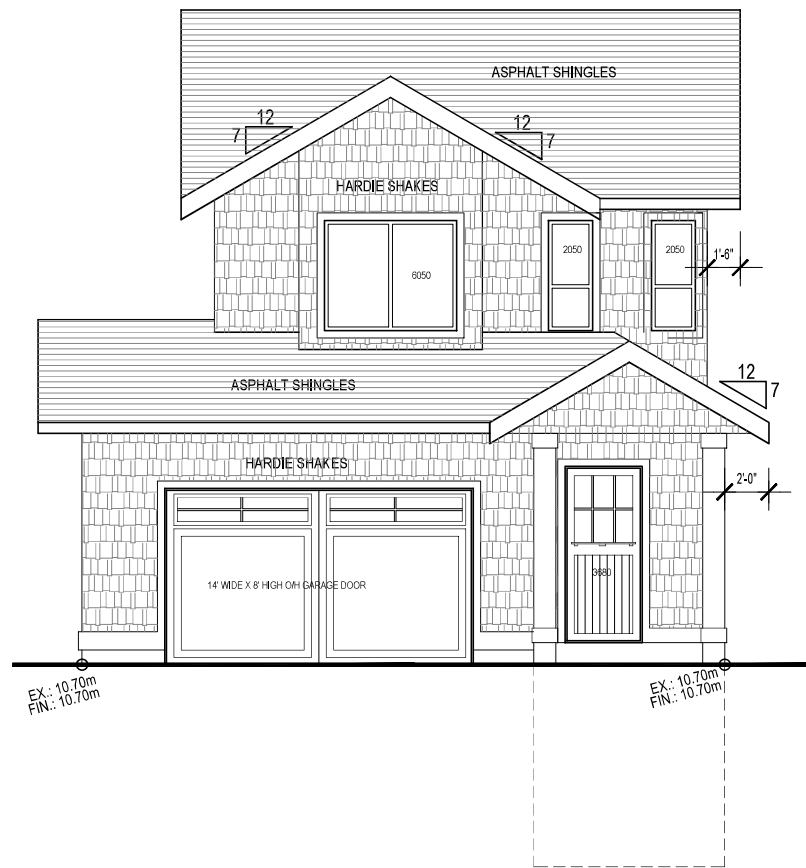 ASPHALT SHINGLES
12
7
12
7
HARDIE SHAKES
6050
2050
2050
1'-6"
ASPHALT SHINGLES
12
7
HARDIE SHAKES
2'-0"
14' WIDE X 8' HIGH O/H GARAGE DOOR
3680
EX.: 10.70m
FIN.: 10.70m
EX.: 10.70m
FIN.: 10.70m